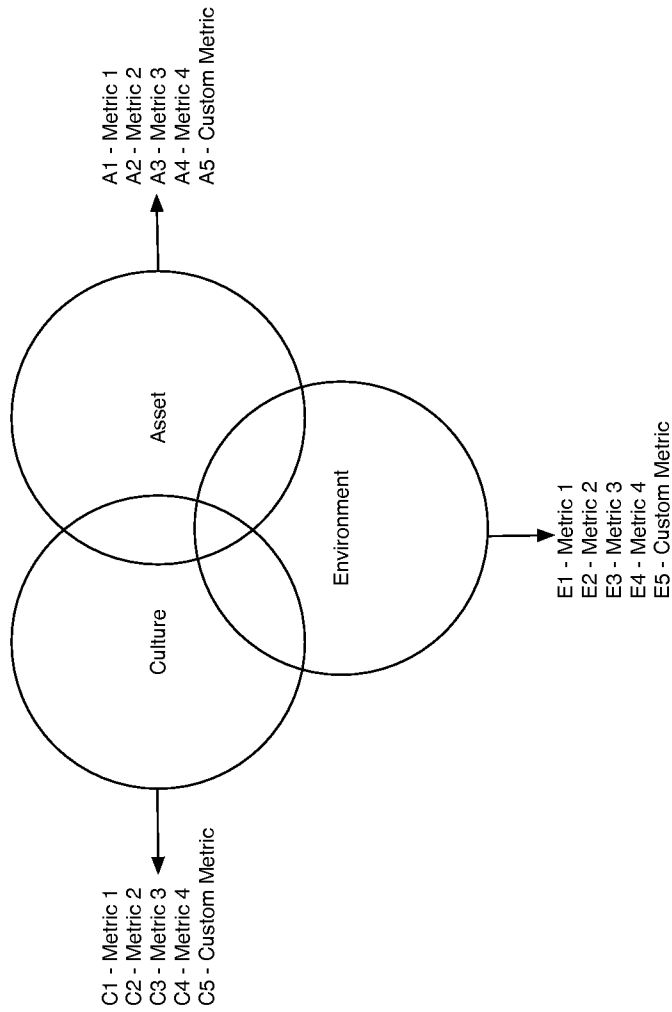 C1 - Metric 1
C2 - Metric 2
C3 - Metric 3
C4 - Metric 4
C5 - Custom Metric
Culture
Asset
A1 - Metric 1
A2 - Metric 2
A3 - Metric 3
A4 - Metric 4
A5 - Custom Metric
Environment
E1 - Metric 1
E2 - Metric 2
E3 - Metric 3
E4 - Metric 4
E5 - Custom Metric